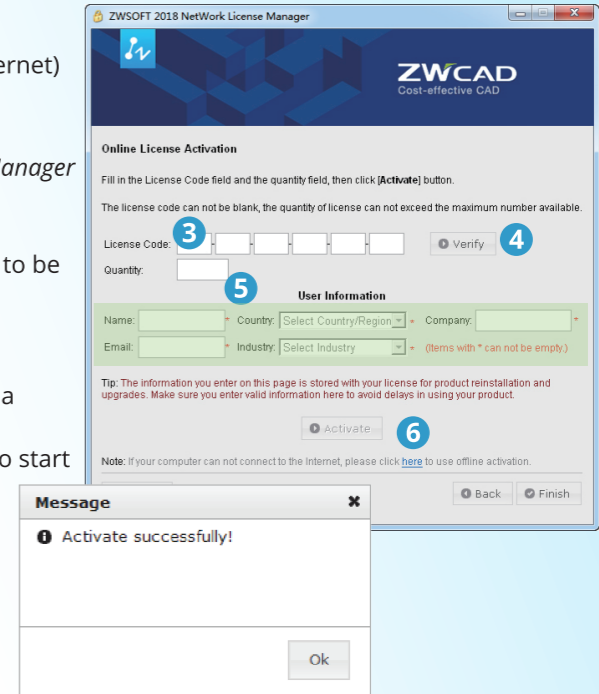 ernet)
Manager
to be
a
o start
ZWSOFT 2018 NetWork License Manager
ZWCAD
Cost-effective CAD
Online License Activation
Fill in the License Code field and the quantity field, then click [Activate] button.
The license code can not be blank, the quantity of license can not exceed the maximum number available.
License Code: 3 - - - - - Verify 4
Quantity:
5
User Information
Name: * Country: Select Country/Region * Company: *
Email: * Industry: Select Industry * (Items with * can not be empty.)
Tip: The information you enter on this page is stored with your license for product reinstallation and
upgrades. Make sure you enter valid information here to avoid delays in using your product.
Activate 6
Note: If your computer can not connect to the Internet, please click here to use offline activation.
Back Finish
Message
Activate successfully!
Ok